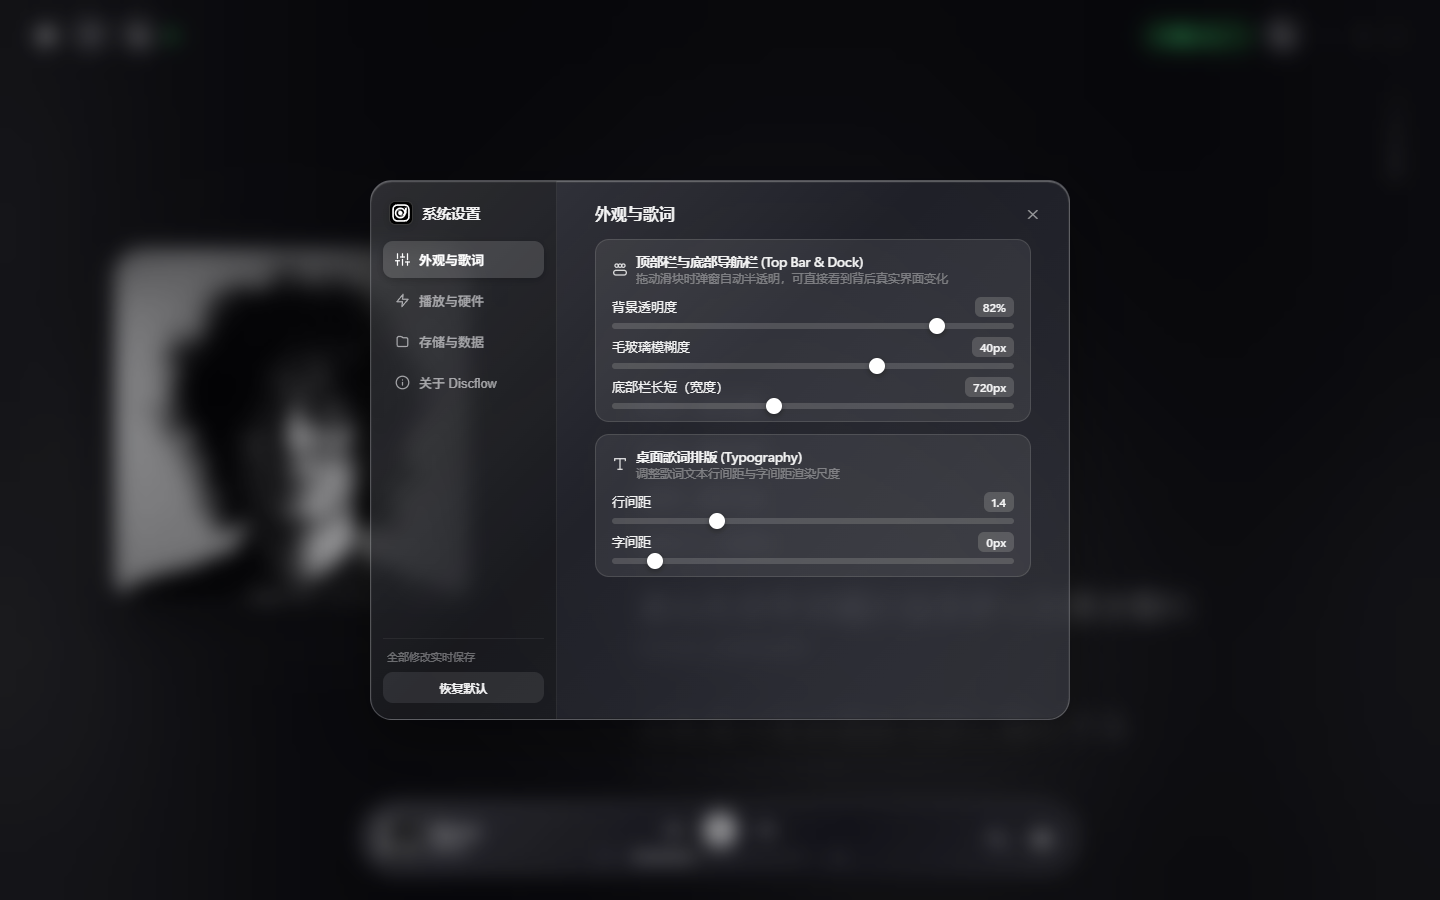 系统设置
外观与歌词
播放与硬件
存储与数据
关于 Discflow
全部修改实时保存
恢复默认
外观与歌词
顶部栏与底部导航栏 (Top Bar & Dock)
拖动滑块时弹窗自动半透明，可直接看到背后真实界面变化
背景透明度
82%
毛玻璃模糊度
40px
底部栏长短（宽度）
720px
桌面歌词排版 (Typography)
调整歌词文本行间距与字间距渲染尺度
行间距
1.4
字间距
0px